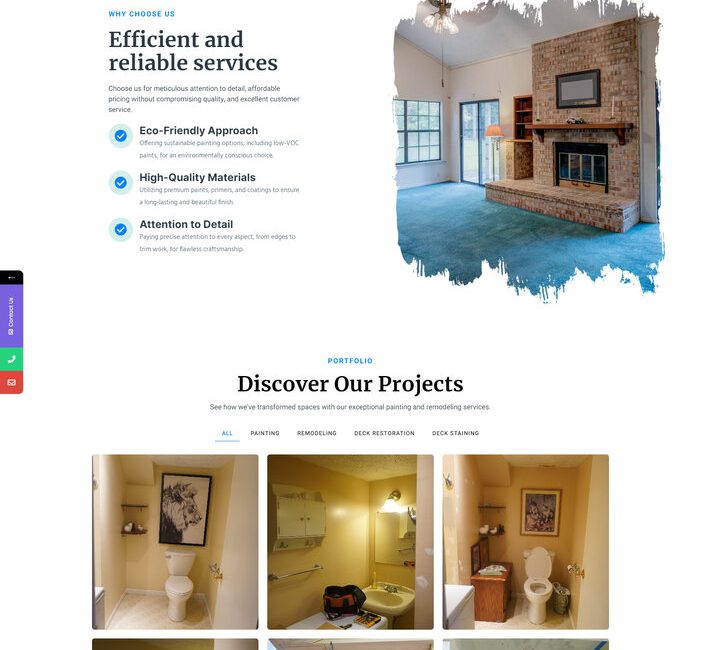 WHY CHOOSE US
Efficient and
reliable services
Choose us for meticulous attention to detail, affordable
pricing without compromising quality, and excellent customer
service.
Eco-Friendly Approach
Offering sustainable painting options, including low-VOC
paints, for an environmentally conscious choice.
High-Quality Materials
Utilizing premium paints, primers, and coatings to ensure
a long-lasting and beautiful finish.
Attention to Detail
Paying precise attention to every aspect, from edges to
trim work, for flawless craftsmanship.
Contact Us
PORTFOLIO
Discover Our Projects
See how we've transformed spaces with our exceptional painting and remodeling services.
ALL PAINTING REMODELING DECK RESTORATION DECK STAINING